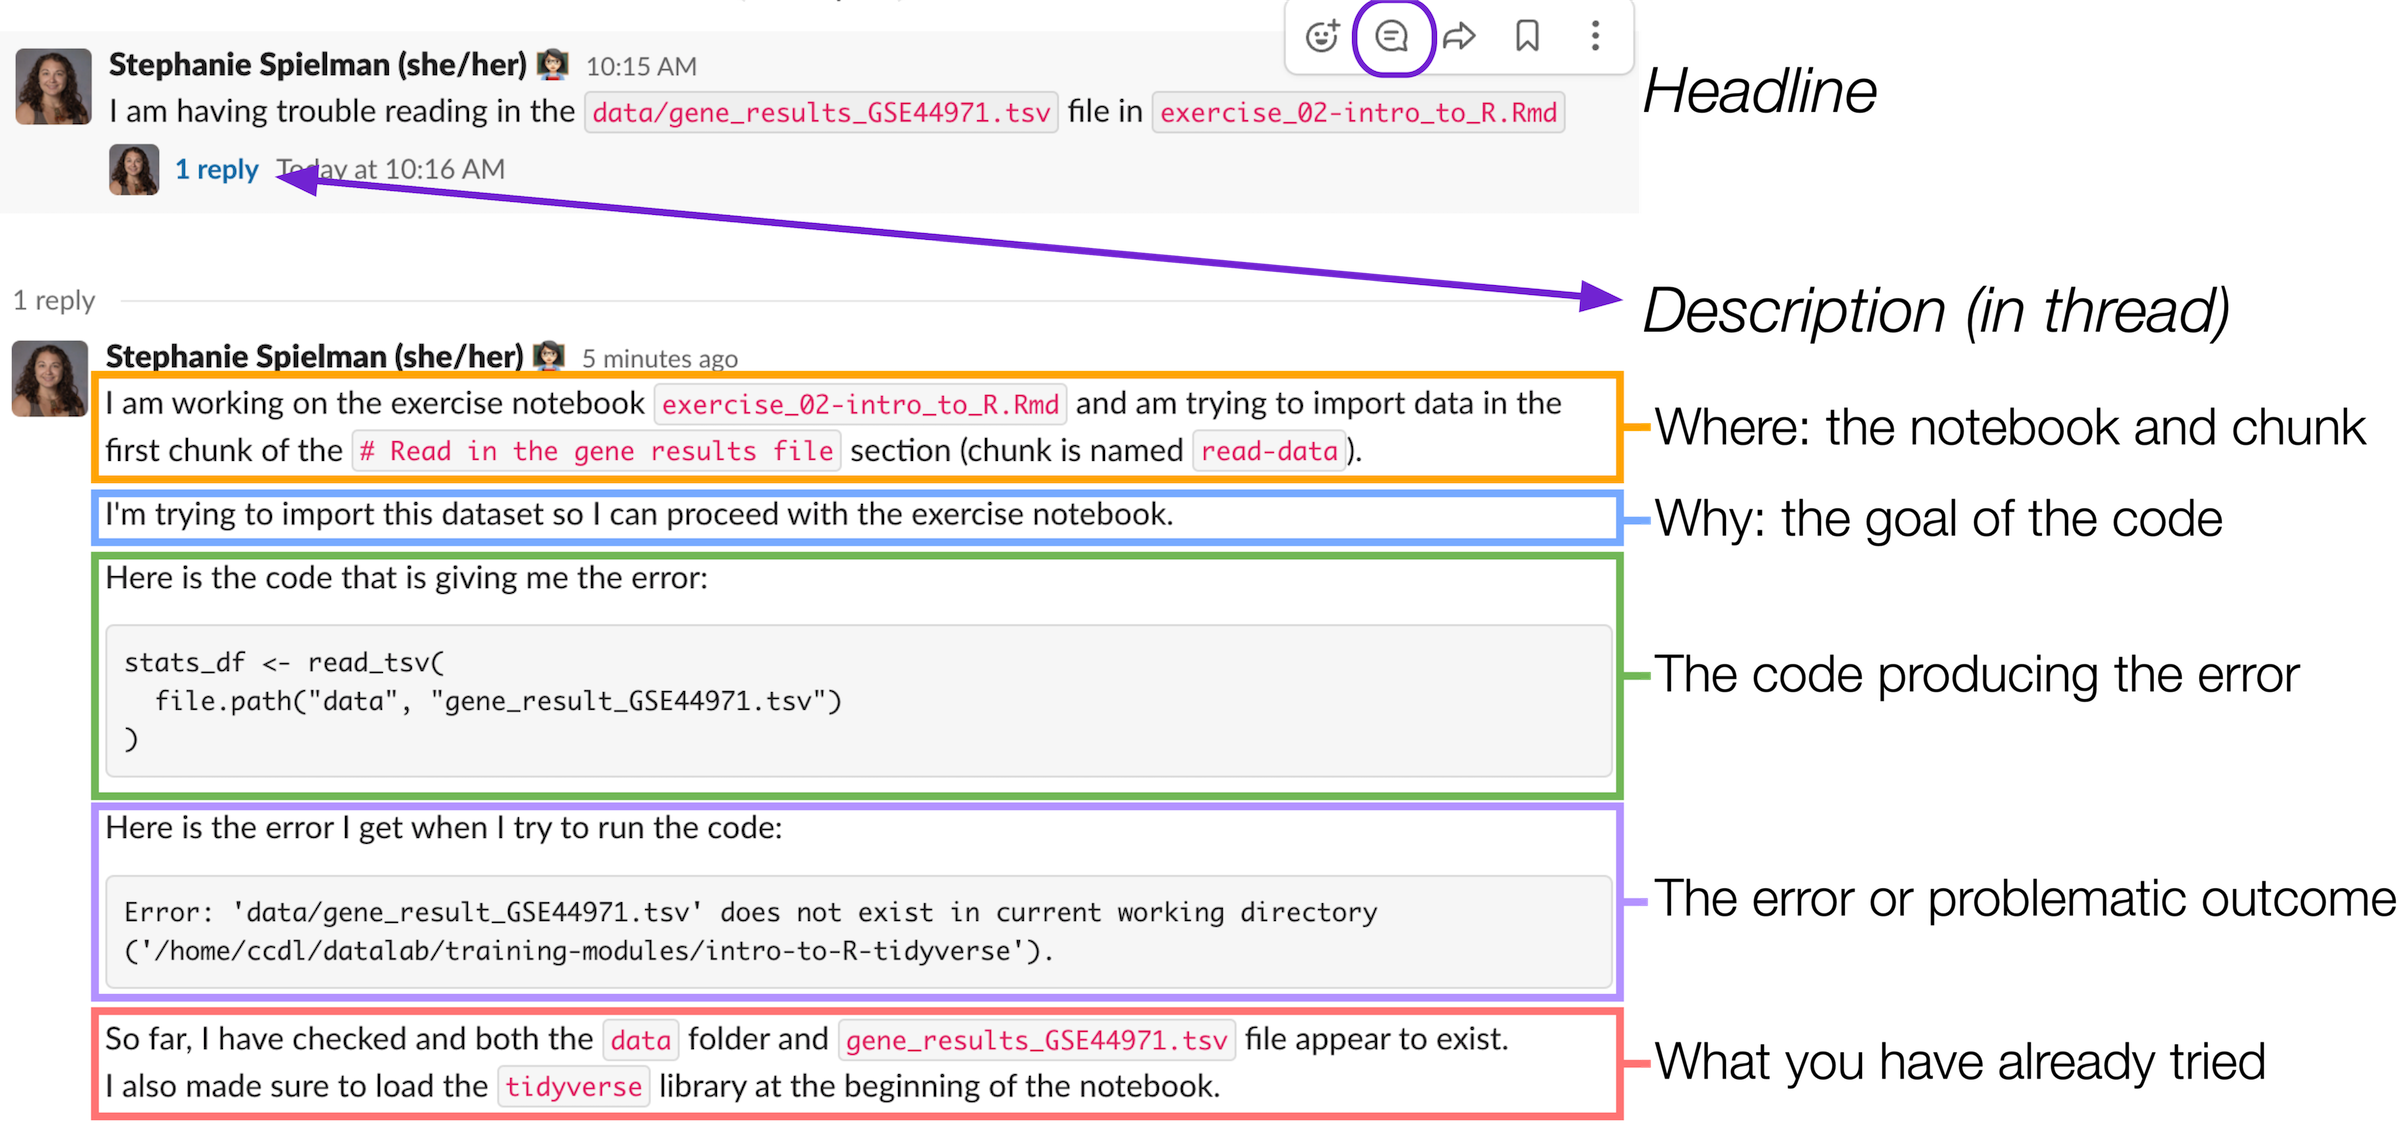 Stephanie Spielman (she/her) 10:15 AM
I am having trouble reading in the data/gene_results_GSE44971.tsv file in exercise_02-intro_to_R.Rmd
Headline
1 reply Today at 10:16 AM
1 reply
Description (in thread)
Stephanie Spielman (she/her) 5 minutes ago
I am working on the exercise notebook exercise_02-intro_to_R.Rmd and am trying to import data in the
first chunk of the # Read in the gene results file section (chunk is named read-data).
Where: the notebook and chunk
I'm trying to import this dataset so I can proceed with the exercise notebook.
Why: the goal of the code
Here is the code that is giving me the error:
stats_df <- read_tsv(
  file.path("data", "gene_result_GSE44971.tsv")
)
The code producing the error
Here is the error I get when I try to run the code:
Error: 'data/gene_result_GSE44971.tsv' does not exist in current working directory
('/home/ccdl/datalab/training-modules/intro-to-R-tidyverse').
The error or problematic outcome
So far, I have checked and both the data folder and gene_results_GSE44971.tsv file appear to exist.
I also made sure to load the tidyverse library at the beginning of the notebook.
What you have already tried